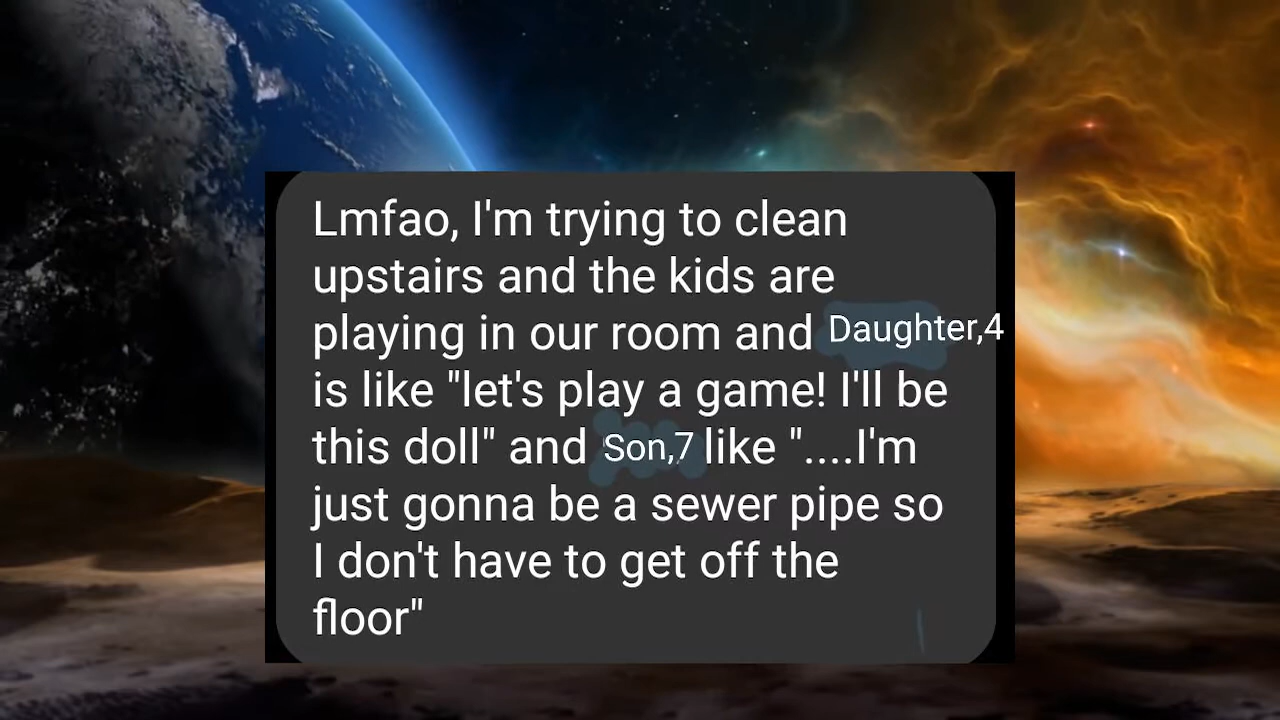 Lmfao, I'm trying to clean
upstairs and the kids are
playing in our room and Daughter,4
is like "let's play a game! I'll be
this doll" and Son,7 like "....I'm
just gonna be a sewer pipe so
I don't have to get off the
floor"